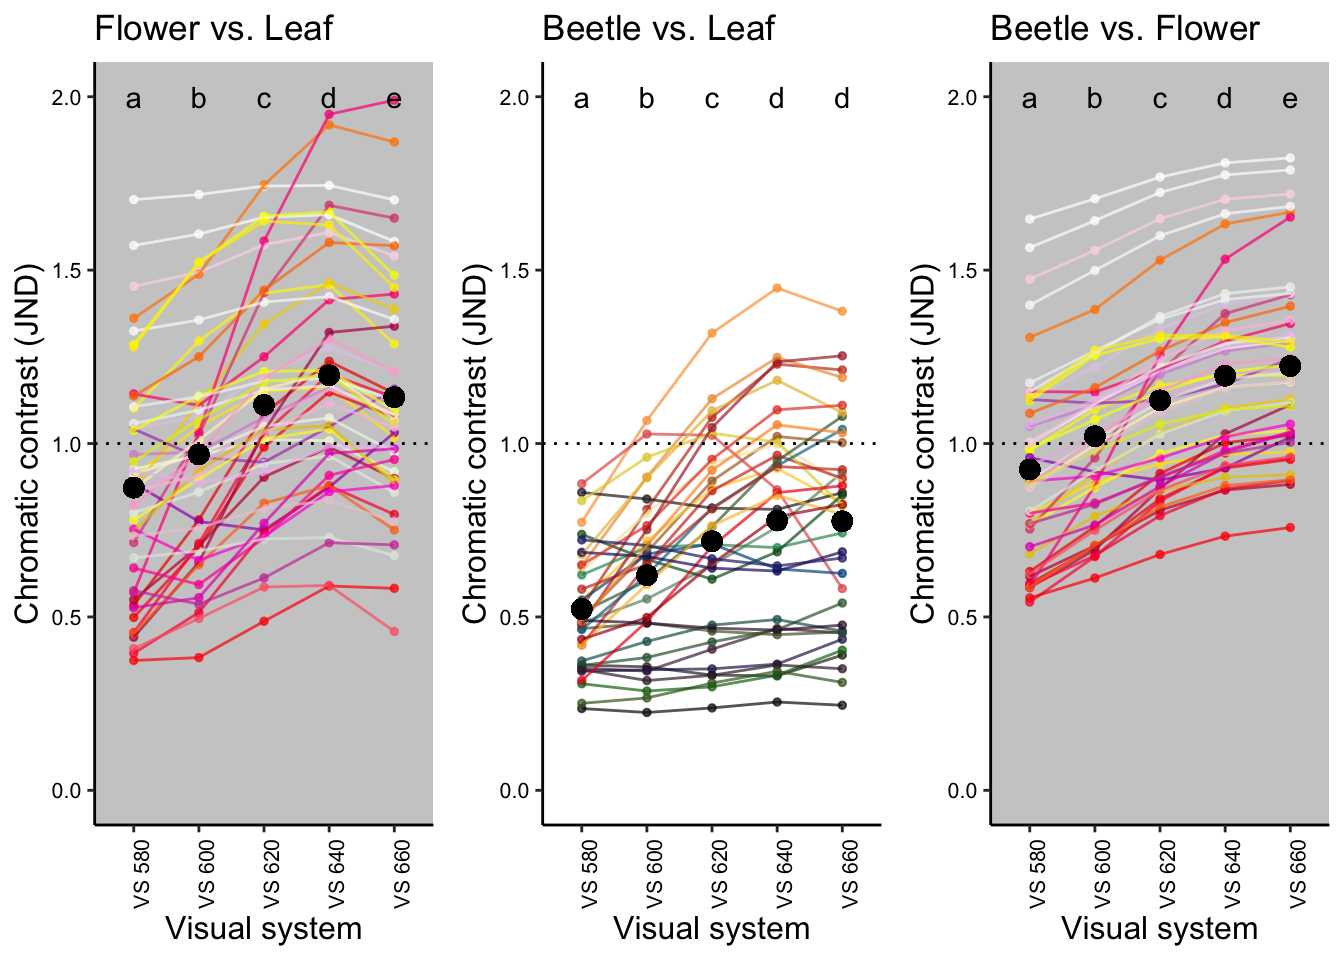 Flower vs. Leaf
Beetle vs. Leaf
Beetle vs. Flower
Chromatic contrast (JND)
2.0
1.5
1.0
0.5
0.0
a b c d e
VS 580
VS 600
VS 620
VS 640
VS 660
Visual system
Chromatic contrast (JND)
2.0
1.5
1.0
0.5
0.0
a b c d d
VS 580
VS 600
VS 620
VS 640
VS 660
Visual system
Chromatic contrast (JND)
2.0
1.5
1.0
0.5
0.0
a b c d e
VS 580
VS 600
VS 620
VS 640
VS 660
Visual system